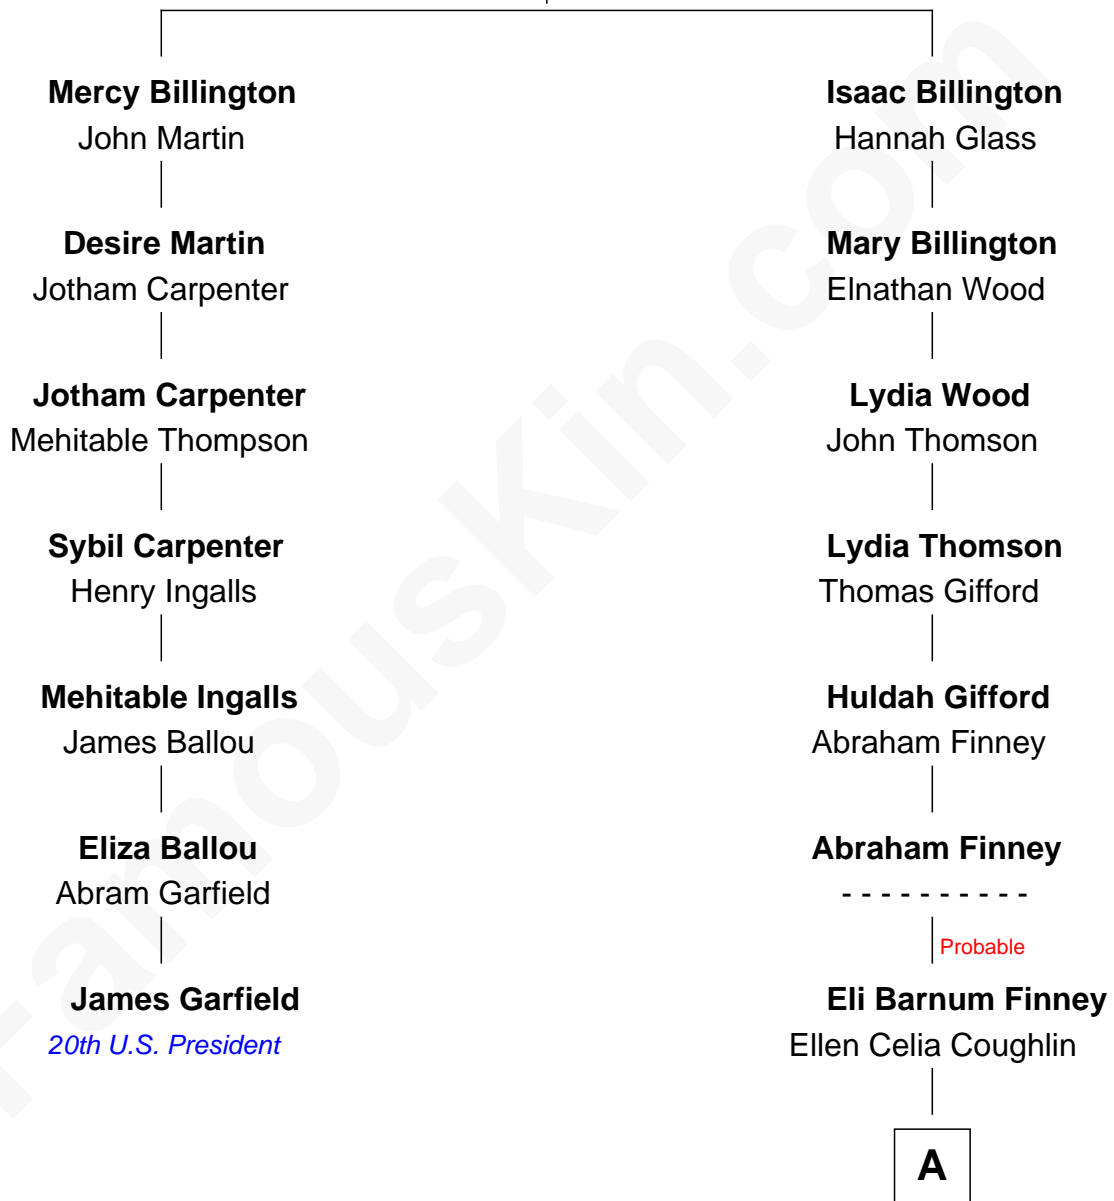 Mercy Billington
John Martin
Isaac Billington
Hannah Glass
Desire Martin
Jotham Carpenter
Mary Billington
Elnathan Wood
Jotham Carpenter
Mehitable Thompson
Lydia Wood
John Thomson
Sybil Carpenter
Henry Ingalls
Lydia Thomson
Thomas Gifford
Mehitable Ingalls
James Ballou
Huldah Gifford
Abraham Finney
Eliza Ballou
Abram Garfield
Abraham Finney
- - - - - - - - - -
Probable
James Garfield
20th U.S. President
Eli Barnum Finney
Ellen Celia Coughlin
A
FamousKin.com